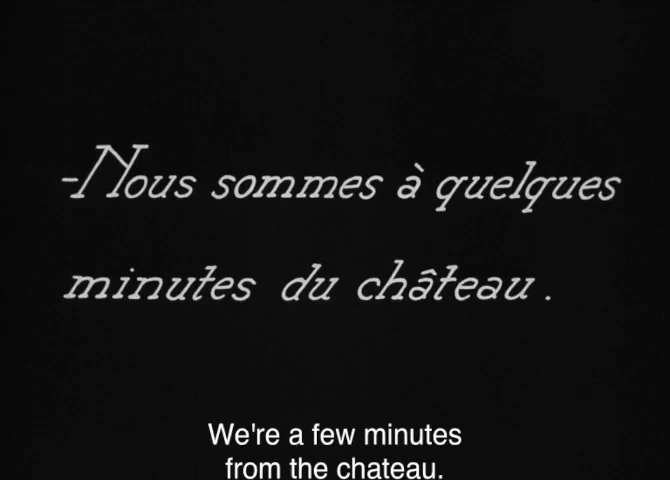 -Nous sommes à quelques
minutes du château.
We're a few minutes
from the chateau.